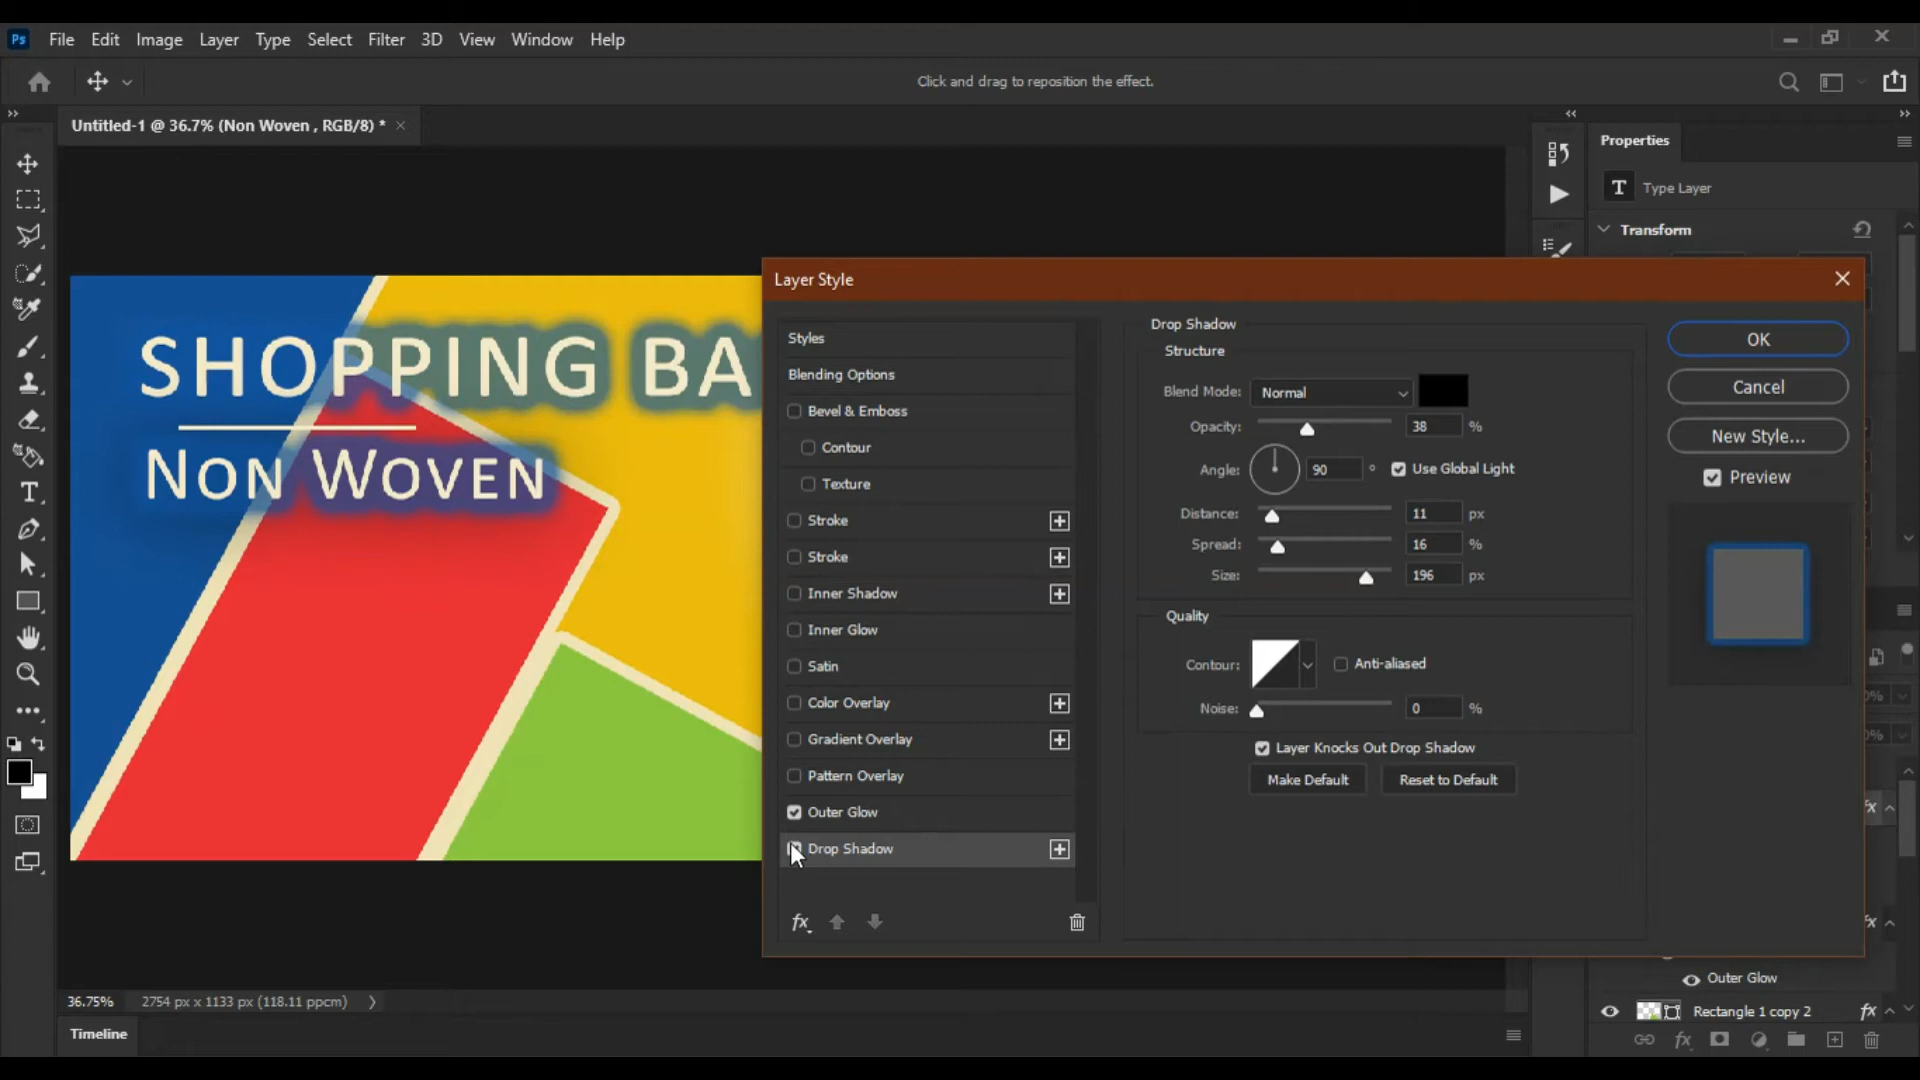 Ps File Edit Image Layer Type Select Filter 3D View Window Help
Click and drag to reposition the effect.
Untitled-1 @ 36.7% (Non Woven , RGB/8) *
Properties
T Type Layer
Transform
SHOPPING BA
NON WOVEN
Layer Style
Styles
Blending Options
Bevel & Emboss
Contour
Texture
Stroke
Stroke
Inner Shadow
Inner Glow
Satin
Color Overlay
Gradient Overlay
Pattern Overlay
Outer Glow
Drop Shadow
fx
Drop Shadow
Structure
Blend Mode: Normal
Opacity: 38 %
Angle: 90 ° Use Global Light
Distance: 11 px
Spread: 16 %
Size: 196 px
Quality
Contour: Anti-aliased
Noise: 0 %
Layer Knocks Out Drop Shadow
Make Default Reset to Default
OK
Cancel
New Style...
Preview
Outer Glow
Rectangle 1 copy 2 fx
36.75% 2754 px x 1133 px (118.11 ppcm)
Timeline